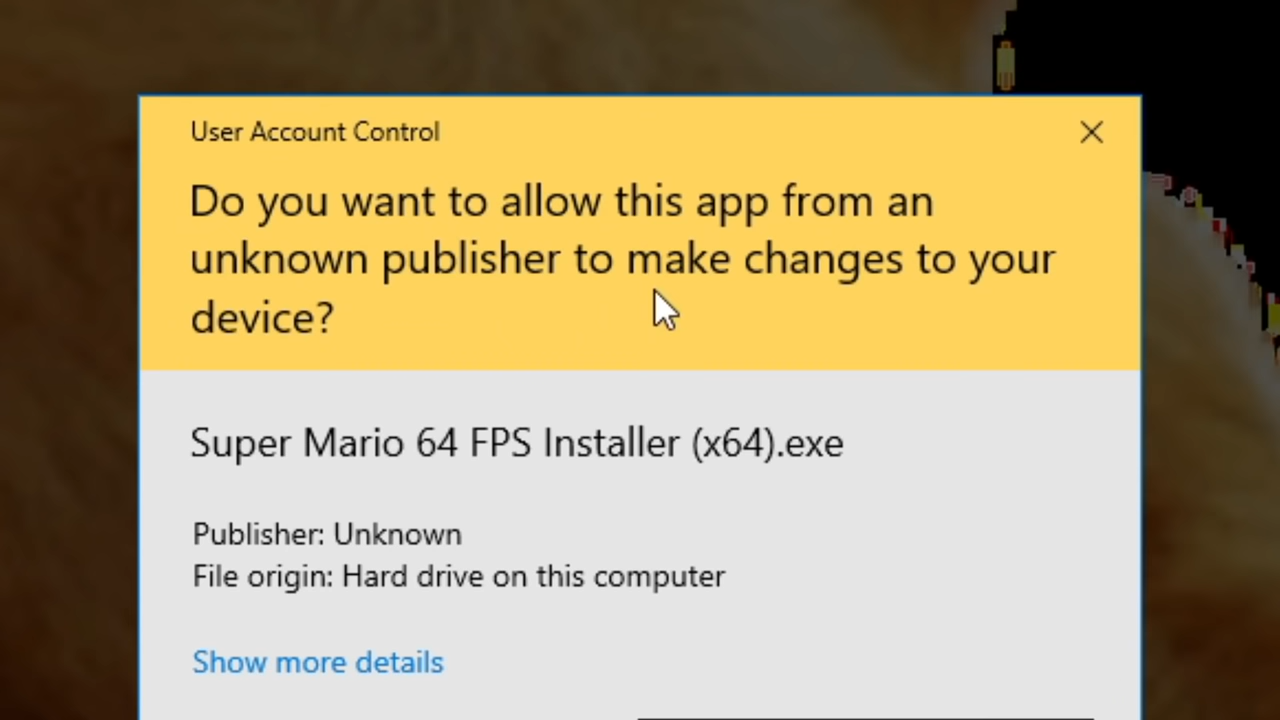 User Account Control
Do you want to allow this app from an
unknown publisher to make changes to your
device?
Super Mario 64 FPS Installer (x64).exe
Publisher: Unknown
File origin: Hard drive on this computer
Show more details